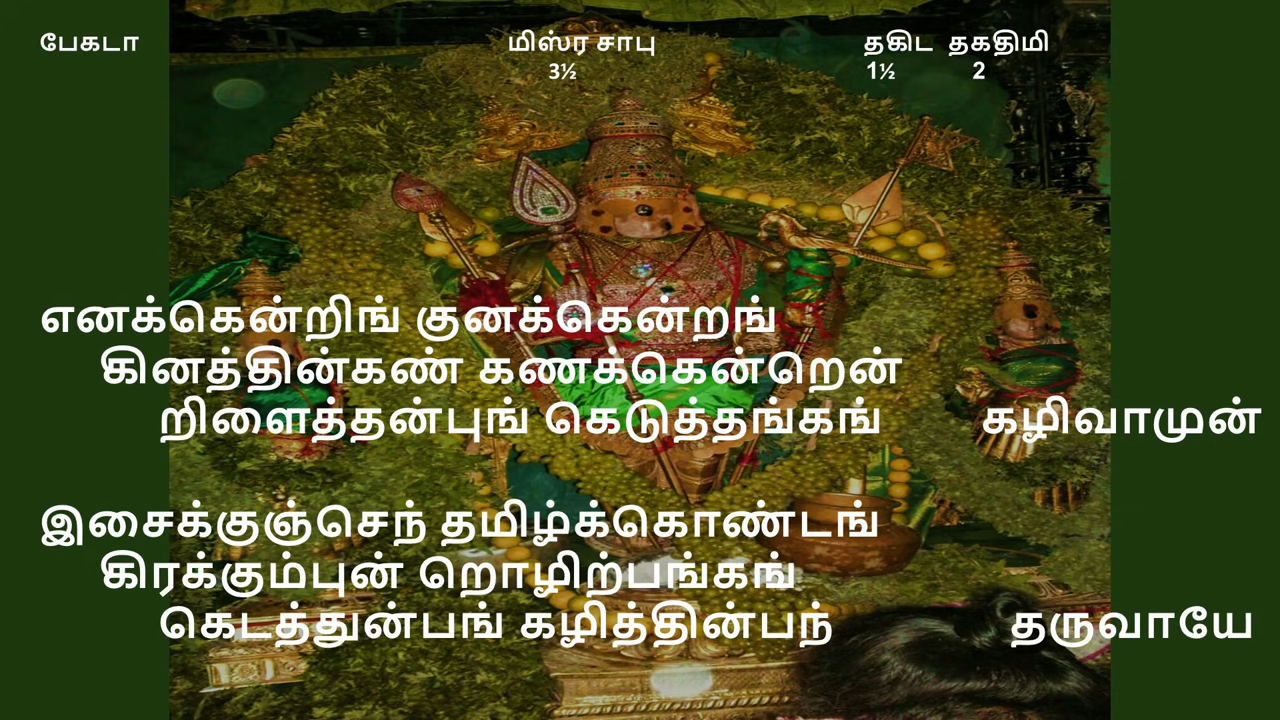 பேகடா மிஸ்ர சாபு தகிட தகதிமி
3½ 1½ 2
எனக்கென்றிங் குனக்கென்றங்
கினத்தின்கண் கணக்கென்றென்
றிளைத்தன்புங் கெடுத்தங்கங் கழிவாமுன்
இசைக்குஞ்செந் தமிழ்க்கொண்டங்
கிரக்கும்புன் றொழிற்பங்கங்
கெடத்துன்பங் கழித்தின்பந் தருவாயே